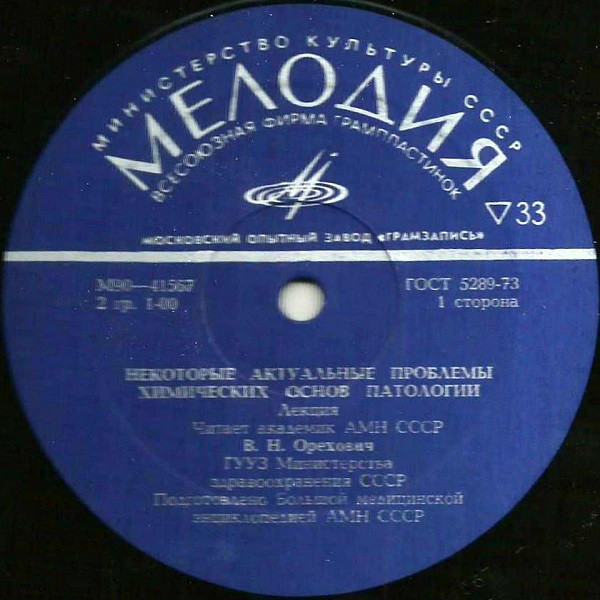 МИНИСТЕРСТВО КУЛЬТУРЫ СССР
МЕЛОДИЯ
ВСЕСОЮЗНАЯ ФИРМА ГРАМПЛАСТИНОК
▽33
МОСКОВСКИЙ ОПЫТНЫЙ ЗАВОД «ГРАМЗАПИСЬ»
М90—41567
ГОСТ 5289-73
2 гр. 1-00
1 сторона
НЕКОТОРЫЕ АКТУАЛЬНЫЕ ПРОБЛЕМЫ
ХИМИЧЕСКИХ ОСНОВ ПАТОЛОГИИ
Лекция
Читает академик АМН СССР
В. Н. Орехович
ГУУЗ Министерства
здравоохранения СССР
Подготовлено Большой медицинской
энциклопедией АМН СССР